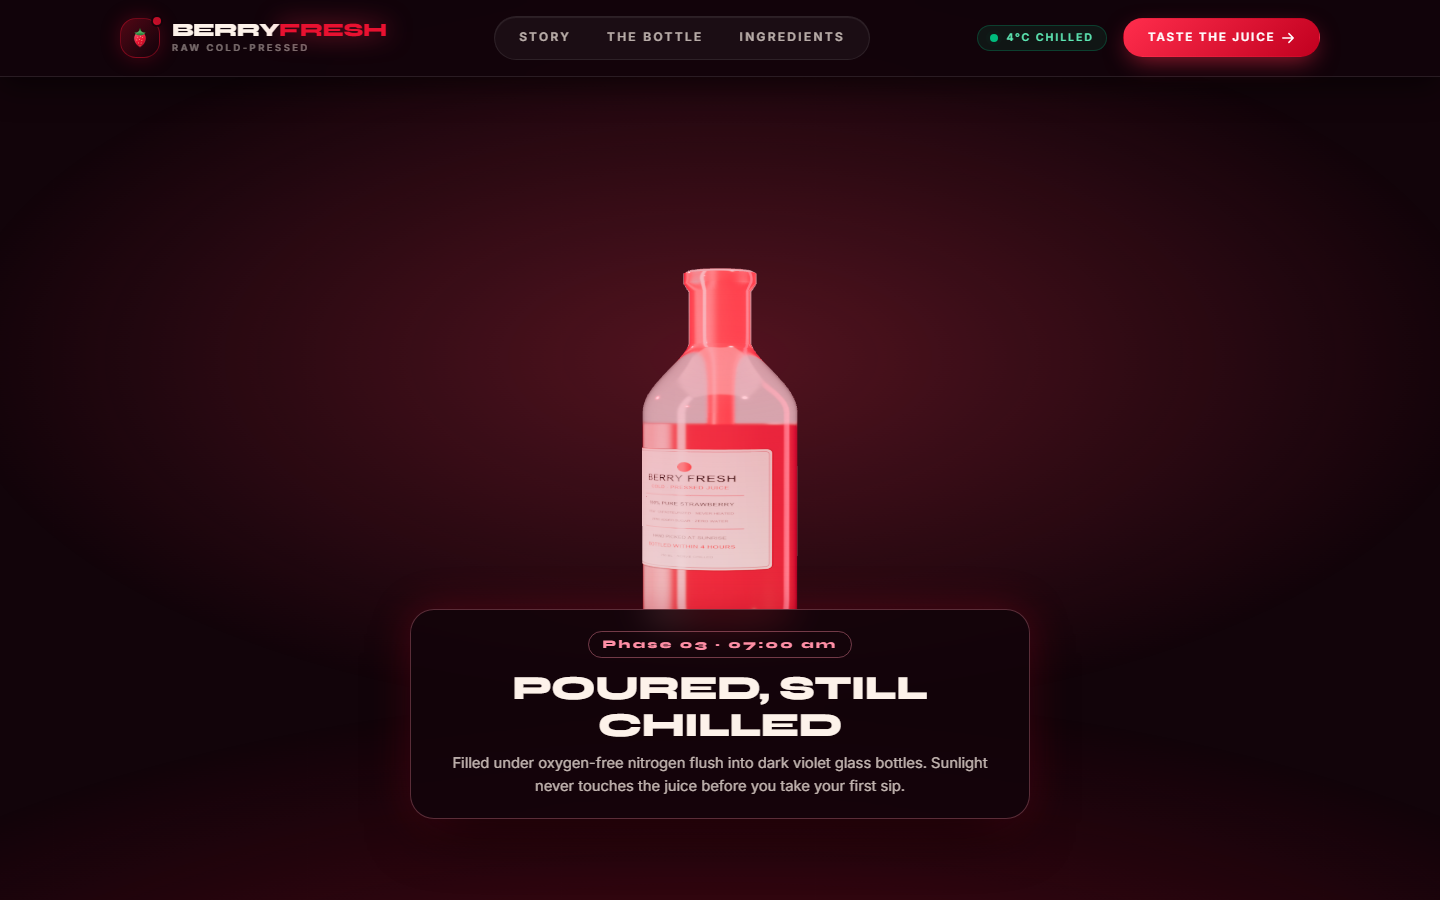 BERRYFRESH
RAW COLD-PRESSED
STORY
THE BOTTLE
INGREDIENTS
4°C CHILLED
TASTE THE JUICE →
BERRY FRESH
PURE STRAWBERRY
WITHIN 4 HOURS
Phase 03 · 07:00 am
POURED, STILL
CHILLED
Filled under oxygen-free nitrogen flush into dark violet glass bottles. Sunlight
never touches the juice before you take your first sip.